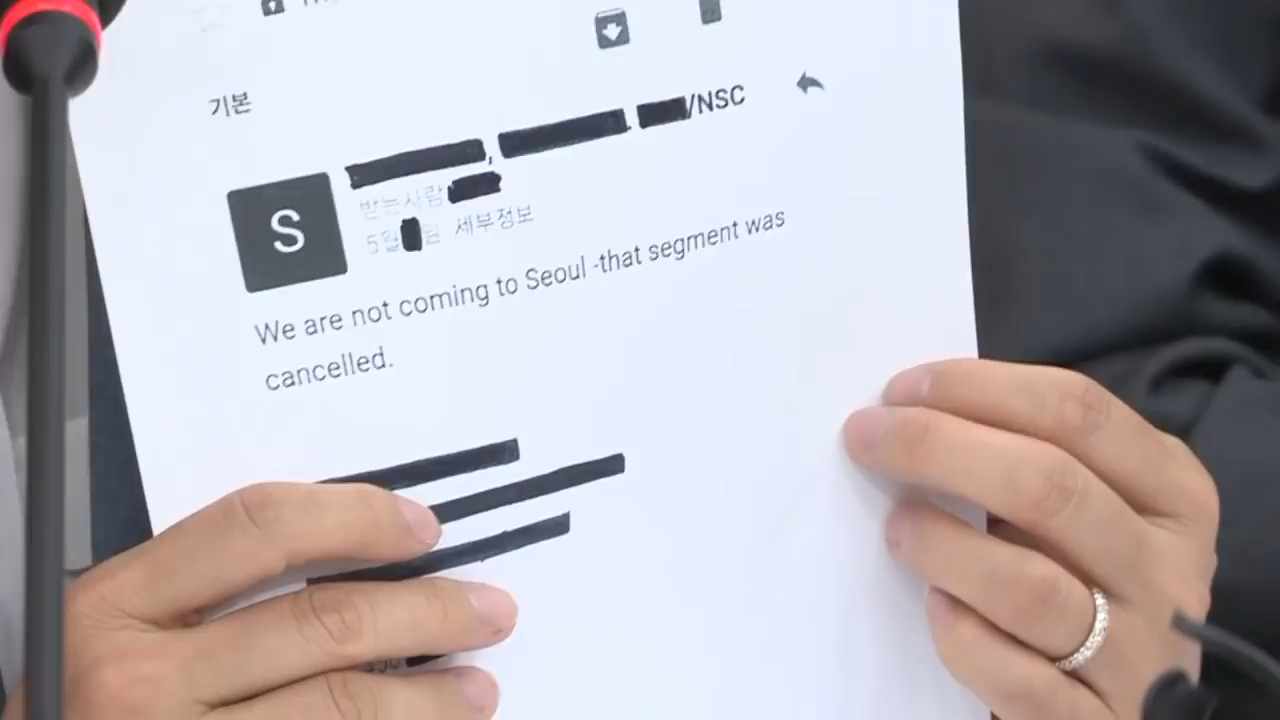 기본
, /NSC
S
받는사람
5월 일 세부정보
We are not coming to Seoul -that segment was
cancelled.